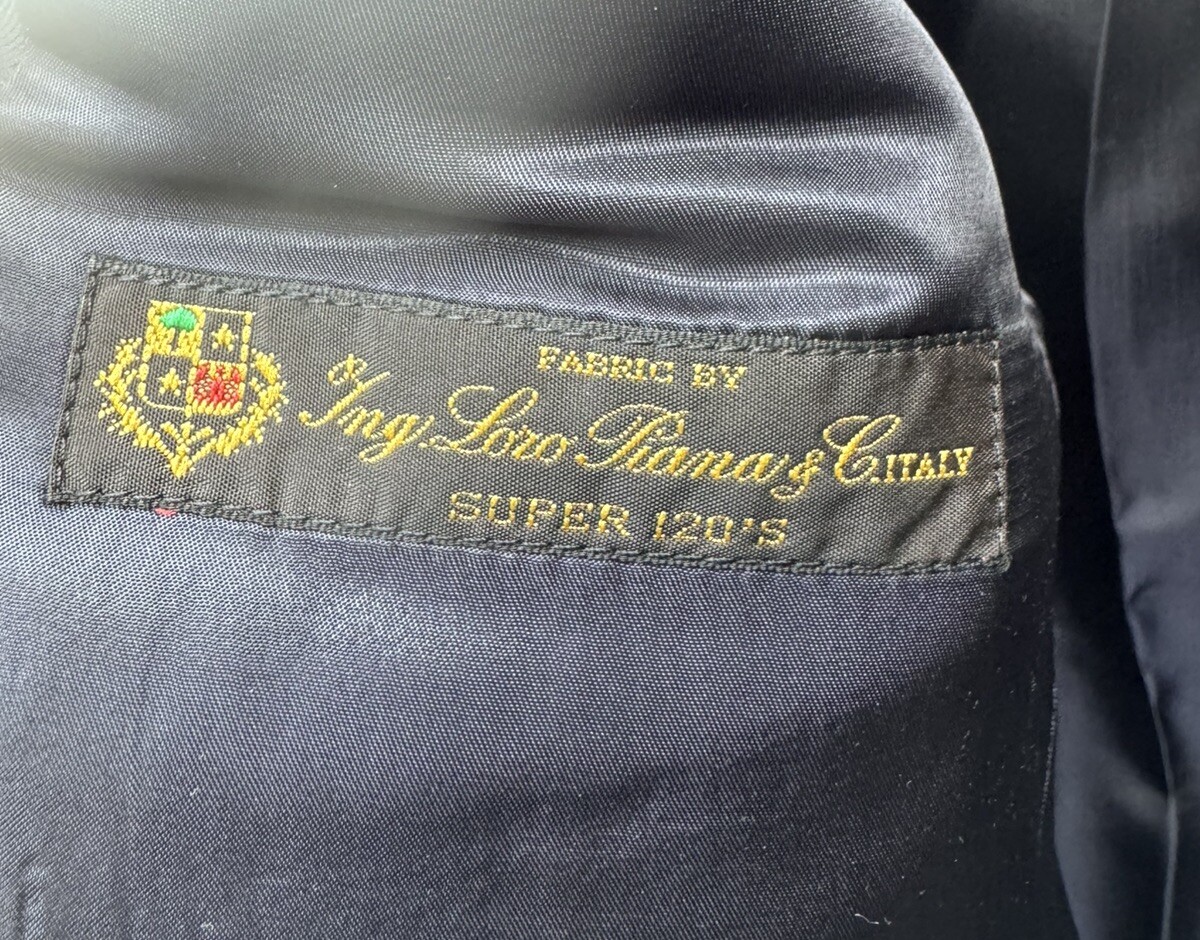 FABRIC BY
Ing. Loro Piana & C. ITALY
SUPER 120'S